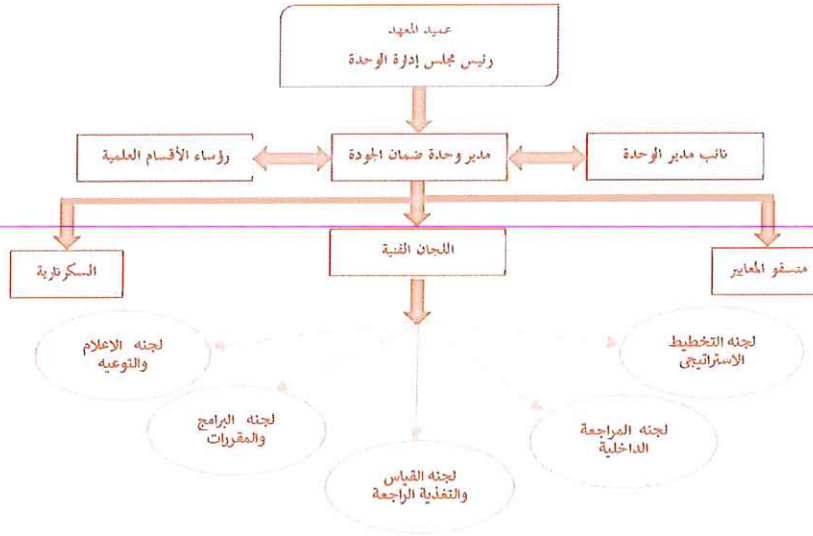 عميد المعهد
رئيس مجلس إدارة الوحدة
نائب مدير الوحدة
مدير وحدة ضمان الجودة
رؤساء الأقسام العلمية
منسقو المعايير
اللجان الفنية
السكرتارية
لجنه التخطيط
الاستراتيجى
لجنه المراجعة
الداخلية
لجنه القياس
والتغذية الراجعة
لجنه البرامج
والمقررات
لجنه الاعلام
والتوعيه